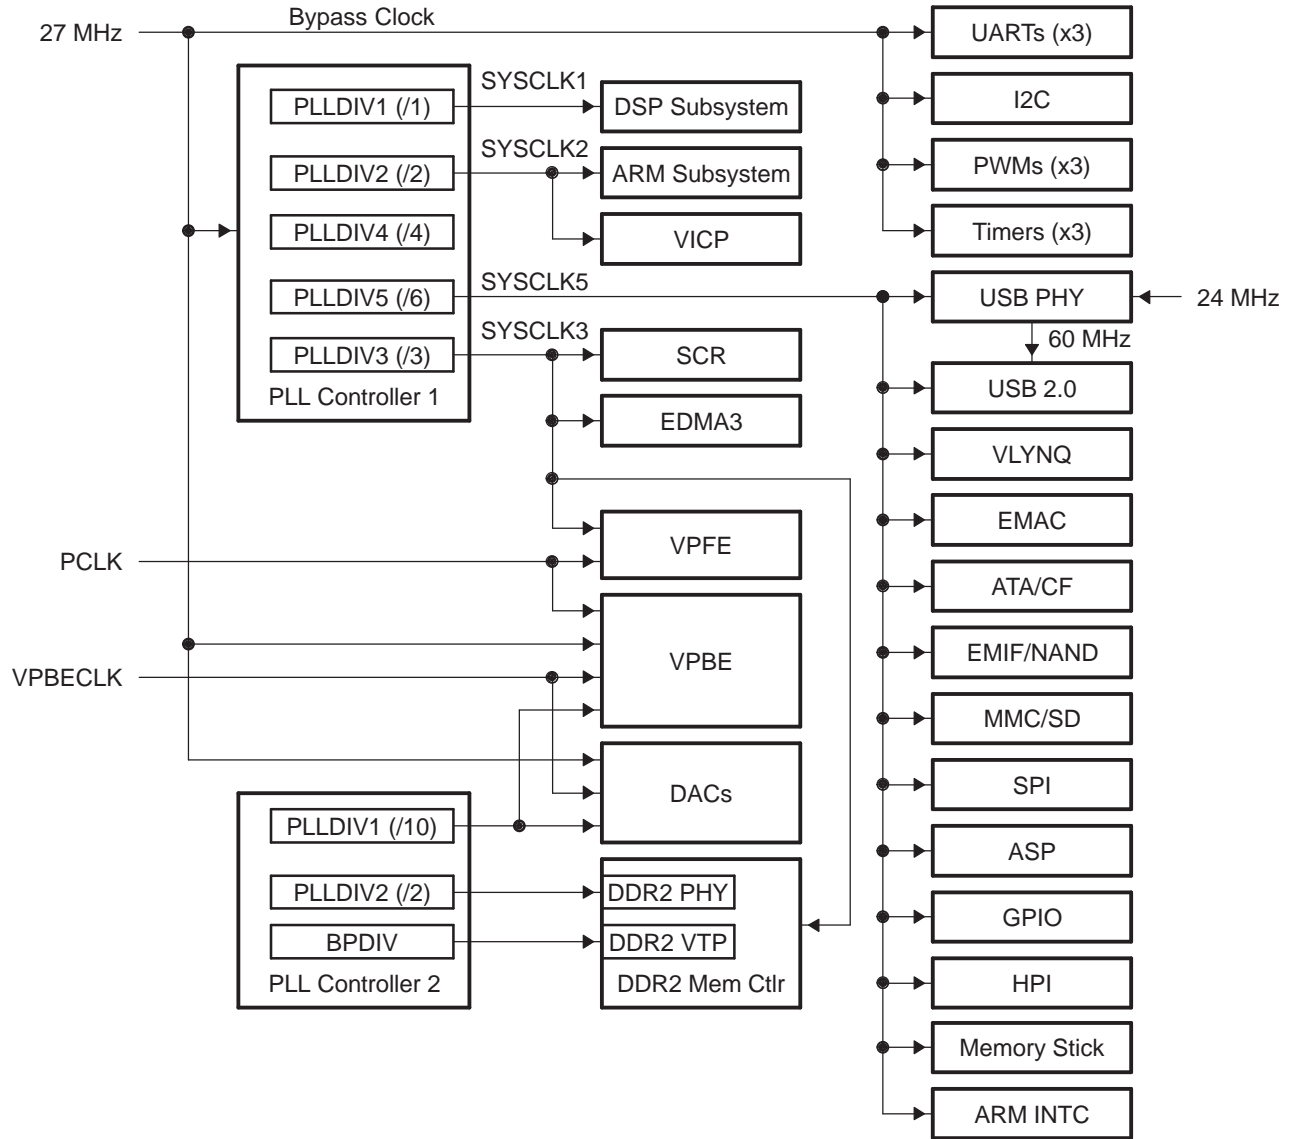 Bypass Clock
27 MHz
UARTs (x3)
I2C
PWMs (x3)
Timers (x3)
PLLDIV1 (/1)
SYSCLK1
DSP Subsystem
PLLDIV2 (/2)
SYSCLK2
ARM Subsystem
VICP
PLLDIV4 (/4)
PLLDIV5 (/6)
SYSCLK5
USB PHY
24 MHz
60 MHz
PLLDIV3 (/3)
SYSCLK3
SCR
PLL Controller 1
EDMA3
USB 2.0
VLYNQ
EMAC
ATA/CF
EMIF/NAND
MMC/SD
SPI
ASP
GPIO
HPI
Memory Stick
ARM INTC
PCLK
VPFE
VPBECLK
VPBE
DACs
PLLDIV1 (/10)
PLLDIV2 (/2)
DDR2 PHY
BPDIV
DDR2 VTP
PLL Controller 2
DDR2 Mem Ctlr